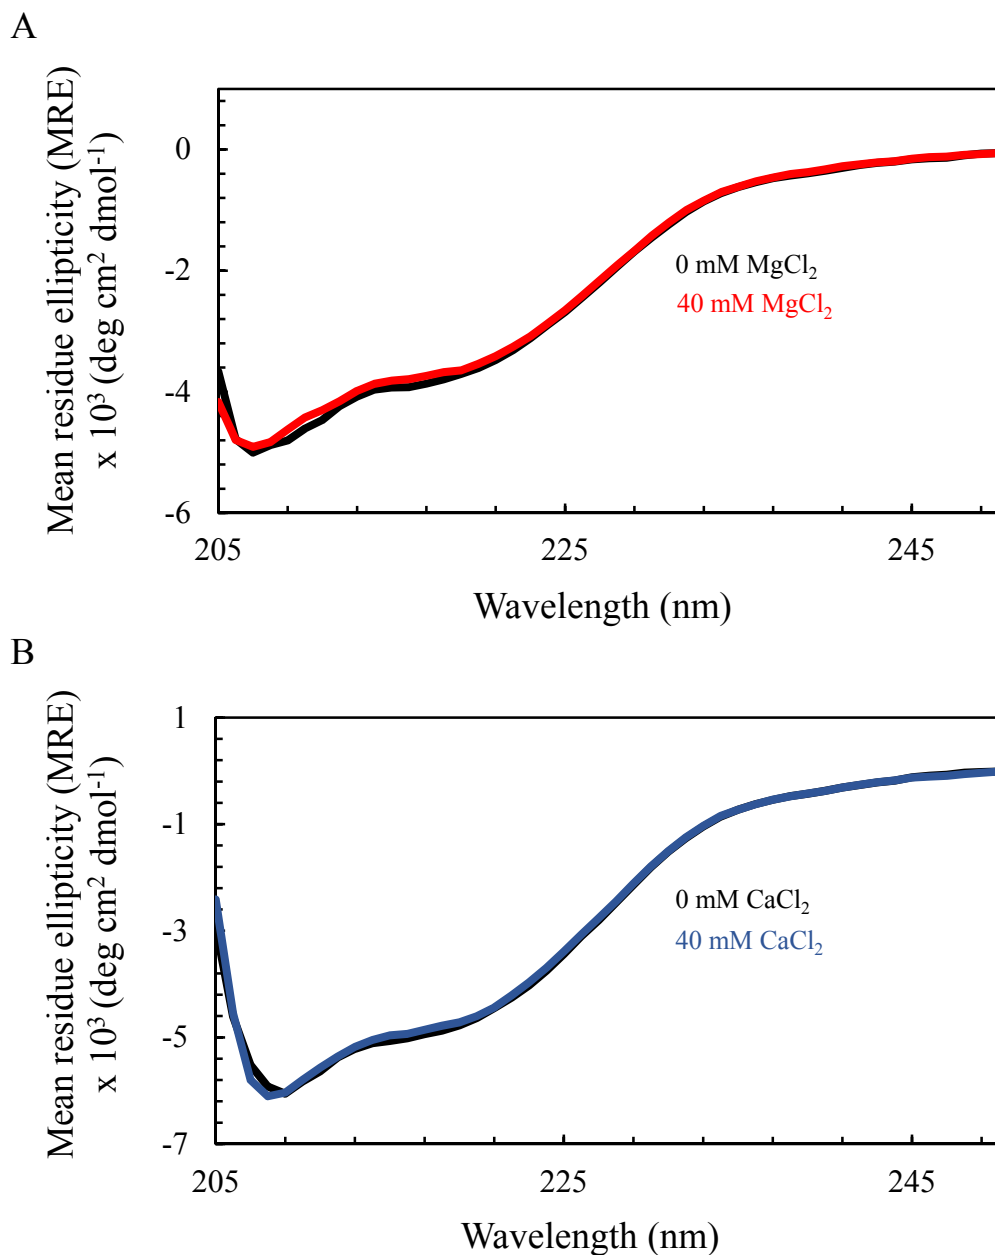 A
Mean residue ellipticity (MRE)
x 10³ (deg cm² dmol⁻¹)
0
-2
-4
-6
0 mM MgCl₂
40 mM MgCl₂
205
225
245
Wavelength (nm)
B
Mean residue ellipticity (MRE)
x 10³ (deg cm² dmol⁻¹)
1
-1
-3
-5
-7
0 mM CaCl₂
40 mM CaCl₂
205
225
245
Wavelength (nm)